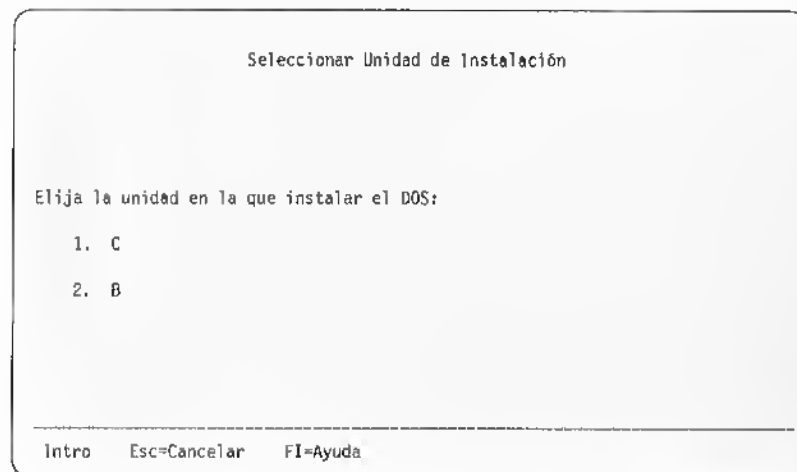 Seleccionar Unidad de Instalación
Elija la unidad en la que instalar el DOS:
1. C
2. B
Intro Esc=Cancelar FI=Ayuda